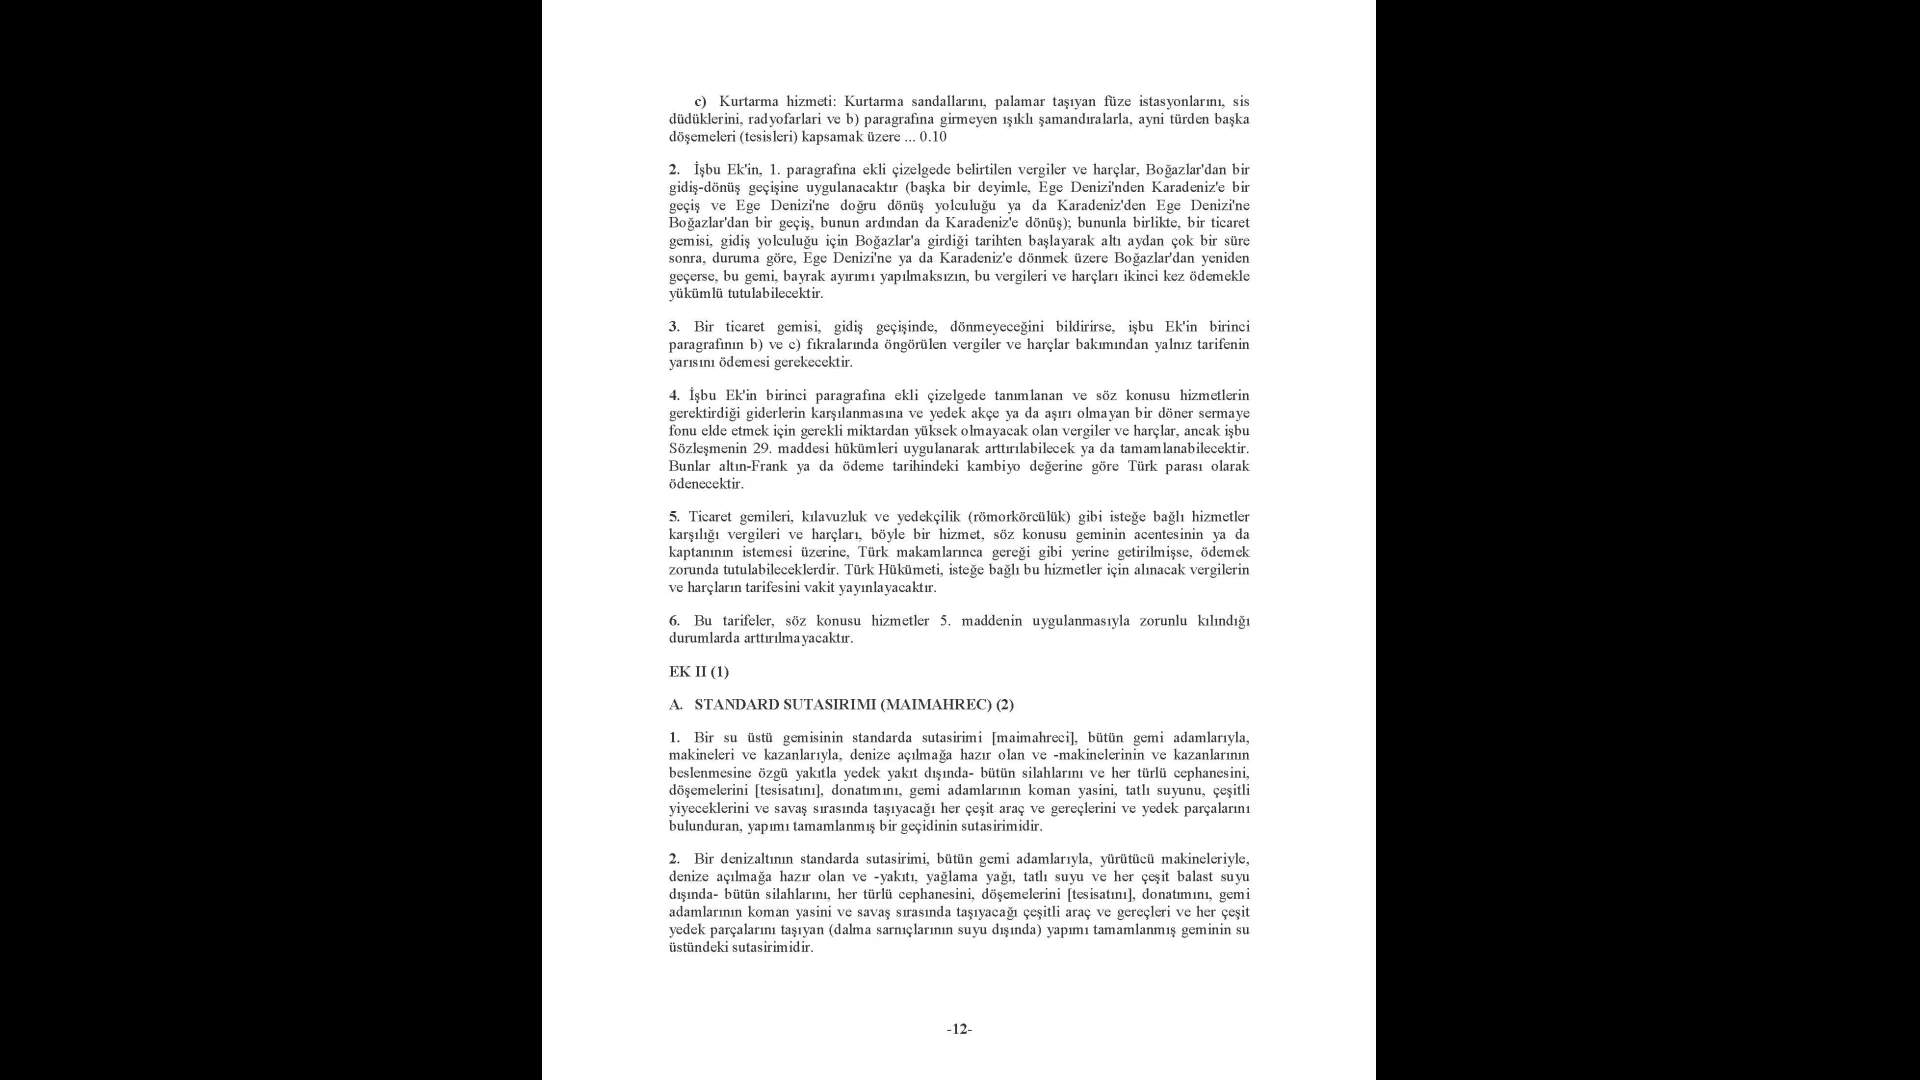 c) Kurtarma hizmeti: Kurtarma sandallarını, palamar taşıyan füze istasyonlarını, sis
düdüklerini, radyofarlari ve b) paragrafına girmeyen ışıklı şamandıralarla, ayni türden başka
döşemeleri (tesisleri) kapsamak üzere ... 0.10
2. İşbu Ek'in, 1. paragrafına ekli çizelgede belirtilen vergiler ve harçlar, Boğazlar'dan bir
gidiş-dönüş geçişine uygulanacaktır (başka bir deyimle, Ege Denizi'nden Karadeniz'e bir
geçiş ve Ege Denizi'ne doğru dönüş yolculuğu ya da Karadeniz'den Ege Denizi'ne
Boğazlar'dan bir geçiş, bunun ardından da Karadeniz'e dönüş); bununla birlikte, bir ticaret
gemisi, gidiş yolculuğu için Boğazlar'a girdiği tarihten başlayarak altı aydan çok bir süre
sonra, duruma göre, Ege Denizi'ne ya da Karadeniz'e dönmek üzere Boğazlar'dan yeniden
geçerse, bu gemi, bayrak ayırımı yapılmaksızın, bu vergileri ve harçları ikinci kez ödemekle
yükümlü tutulabilecektir.
3. Bir ticaret gemisi, gidiş geçişinde, dönmeyeceğini bildirirse, işbu Ek'in birinci
paragrafının b) ve c) fıkralarında öngörülen vergiler ve harçlar bakımından yalnız tarifenin
yarısını ödemesi gerekecektir.
4. İşbu Ek'in birinci paragrafına ekli çizelgede tanımlanan ve söz konusu hizmetlerin
gerektirdiği giderlerin karşılanmasına ve yedek akçe ya da aşırı olmayan bir döner sermaye
fonu elde etmek için gerekli miktardan yüksek olmayacak olan vergiler ve harçlar, ancak işbu
Sözleşmenin 29. maddesi hükümleri uygulanarak arttırılabilecek ya da tamamlanabilecektir.
Bunlar altın-Frank ya da ödeme tarihindeki kambiyo değerine göre Türk parası olarak
ödenecektir.
5. Ticaret gemileri, kılavuzluk ve yedekçilik (römorkörcülük) gibi isteğe bağlı hizmetler
karşılığı vergileri ve harçları, böyle bir hizmet, söz konusu geminin acentesinin ya da
kaptanının istemesi üzerine, Türk makamlarınca gereği gibi yerine getirilmişse, ödemek
zorunda tutulabileceklerdir. Türk Hükümeti, isteğe bağlı bu hizmetler için alınacak vergilerin
ve harçların tarifesini vakit yayınlayacaktır.
6. Bu tarifeler, söz konusu hizmetler 5. maddenin uygulanmasıyla zorunlu kılındığı
durumlarda arttırılmayacaktır.
EK II (1)
A. STANDARD SUTASIRIMI (MAIMAHREC) (2)
1. Bir su üstü gemisinin standarda sutasirimi [maimahreci], bütün gemi adamlarıyla,
makineleri ve kazanlarıyla, denize açılmağa hazır olan ve -makinelerinin ve kazanlarının
beslenmesine özgü yakıtla yedek yakıt dışında- bütün silahlarını ve her türlü cephanesini,
döşemelerini [tesisatını], donatımını, gemi adamlarının koman yasini, tatlı suyunu, çeşitli
yiyeceklerini ve savaş sırasında taşıyacağı her çeşit araç ve gereçlerini ve yedek parçalarını
bulunduran, yapımı tamamlanmış bir geçidinin sutasirimidir.
2. Bir denizaltının standarda sutasirimi, bütün gemi adamlarıyla, yürütücü makineleriyle,
denize açılmağa hazır olan ve -yakıtı, yağlama yağı, tatlı suyu ve her çeşit balast suyu
dışında- bütün silahlarını, her türlü cephanesini, döşemelerini [tesisatını], donatımını, gemi
adamlarının koman yasini ve savaş sırasında taşıyacağı çeşitli araç ve gereçleri ve her çeşit
yedek parçalarını taşıyan (dalma sarnıçlarının suyu dışında) yapımı tamamlanmış geminin su
üstündeki sutasirimidir.
-12-